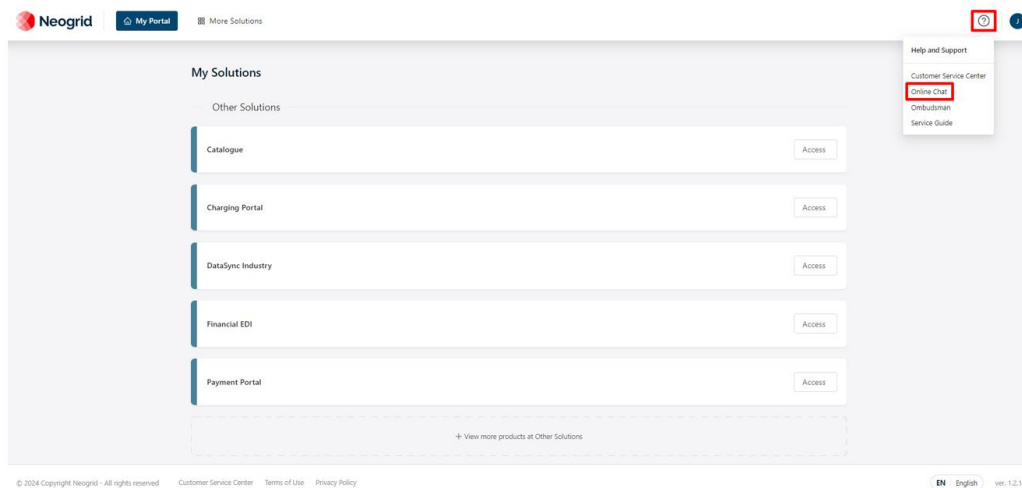 Neogrid
My Portal
More Solutions
J
Help and Support
Customer Service Center
Online Chat
Ombudsman
Service Guide
My Solutions
Other Solutions
Catalogue
Access
Charging Portal
Access
DataSync Industry
Access
Financial EDI
Access
Payment Portal
Access
+ View more products at Other Solutions
© 2024 Copyright Neogrid - All rights reserved
Customer Service Center
Terms of Use
Privacy Policy
EN English
ver. 1.2.1